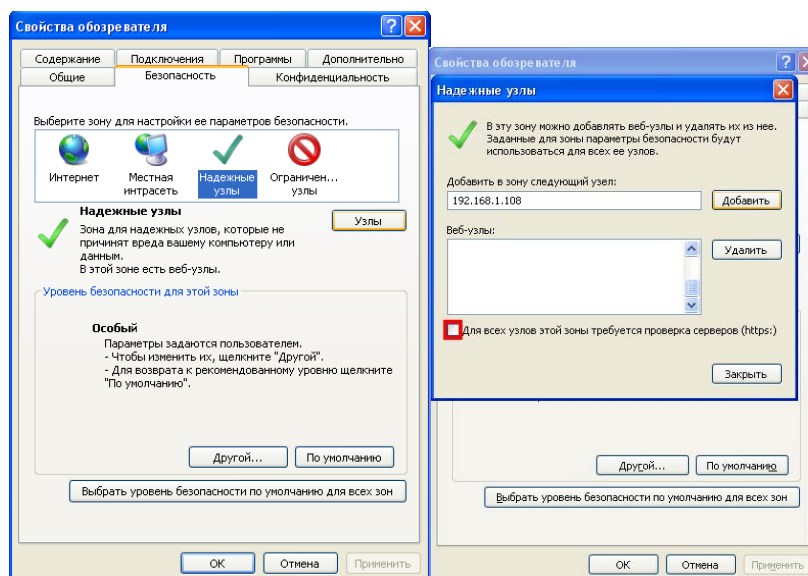 Свойства обозревателя
Содержание Подключения Программы Дополнительно
Общие Безопасность Конфиденциальность
Выберите зону для настройки ее параметров безопасности.
Интернет Местная интрасеть Надежные узлы Ограничен... узлы
Надежные узлы
Узлы
Зона для надежных узлов, которые не
причинят вреда вашему компьютеру или
данным.
В этой зоне есть веб-узлы.
Уровень безопасности для этой зоны
Особый
Параметры задаются пользователем.
- Чтобы изменить их, щелкните "Другой".
- Для возврата к рекомендованному уровню щелкните
"По умолчанию".
Другой... По умолчанию
Выбрать уровень безопасности по умолчанию для всех зон
OK Отмена Применить
Свойства обозревателя
Надежные узлы
В эту зону можно добавлять веб-узлы и удалять их из нее.
Заданные для зоны параметры безопасности будут
использоваться для всех ее узлов.
Добавить в зону следующий узел:
192.168.1.108 Добавить
Веб-узлы:
Удалить
Для всех узлов этой зоны требуется проверка серверов (https:)
Закрыть
Другой... По умолчанию
Выбрать уровень безопасности по умолчанию для всех зон
OK Отмена Применить